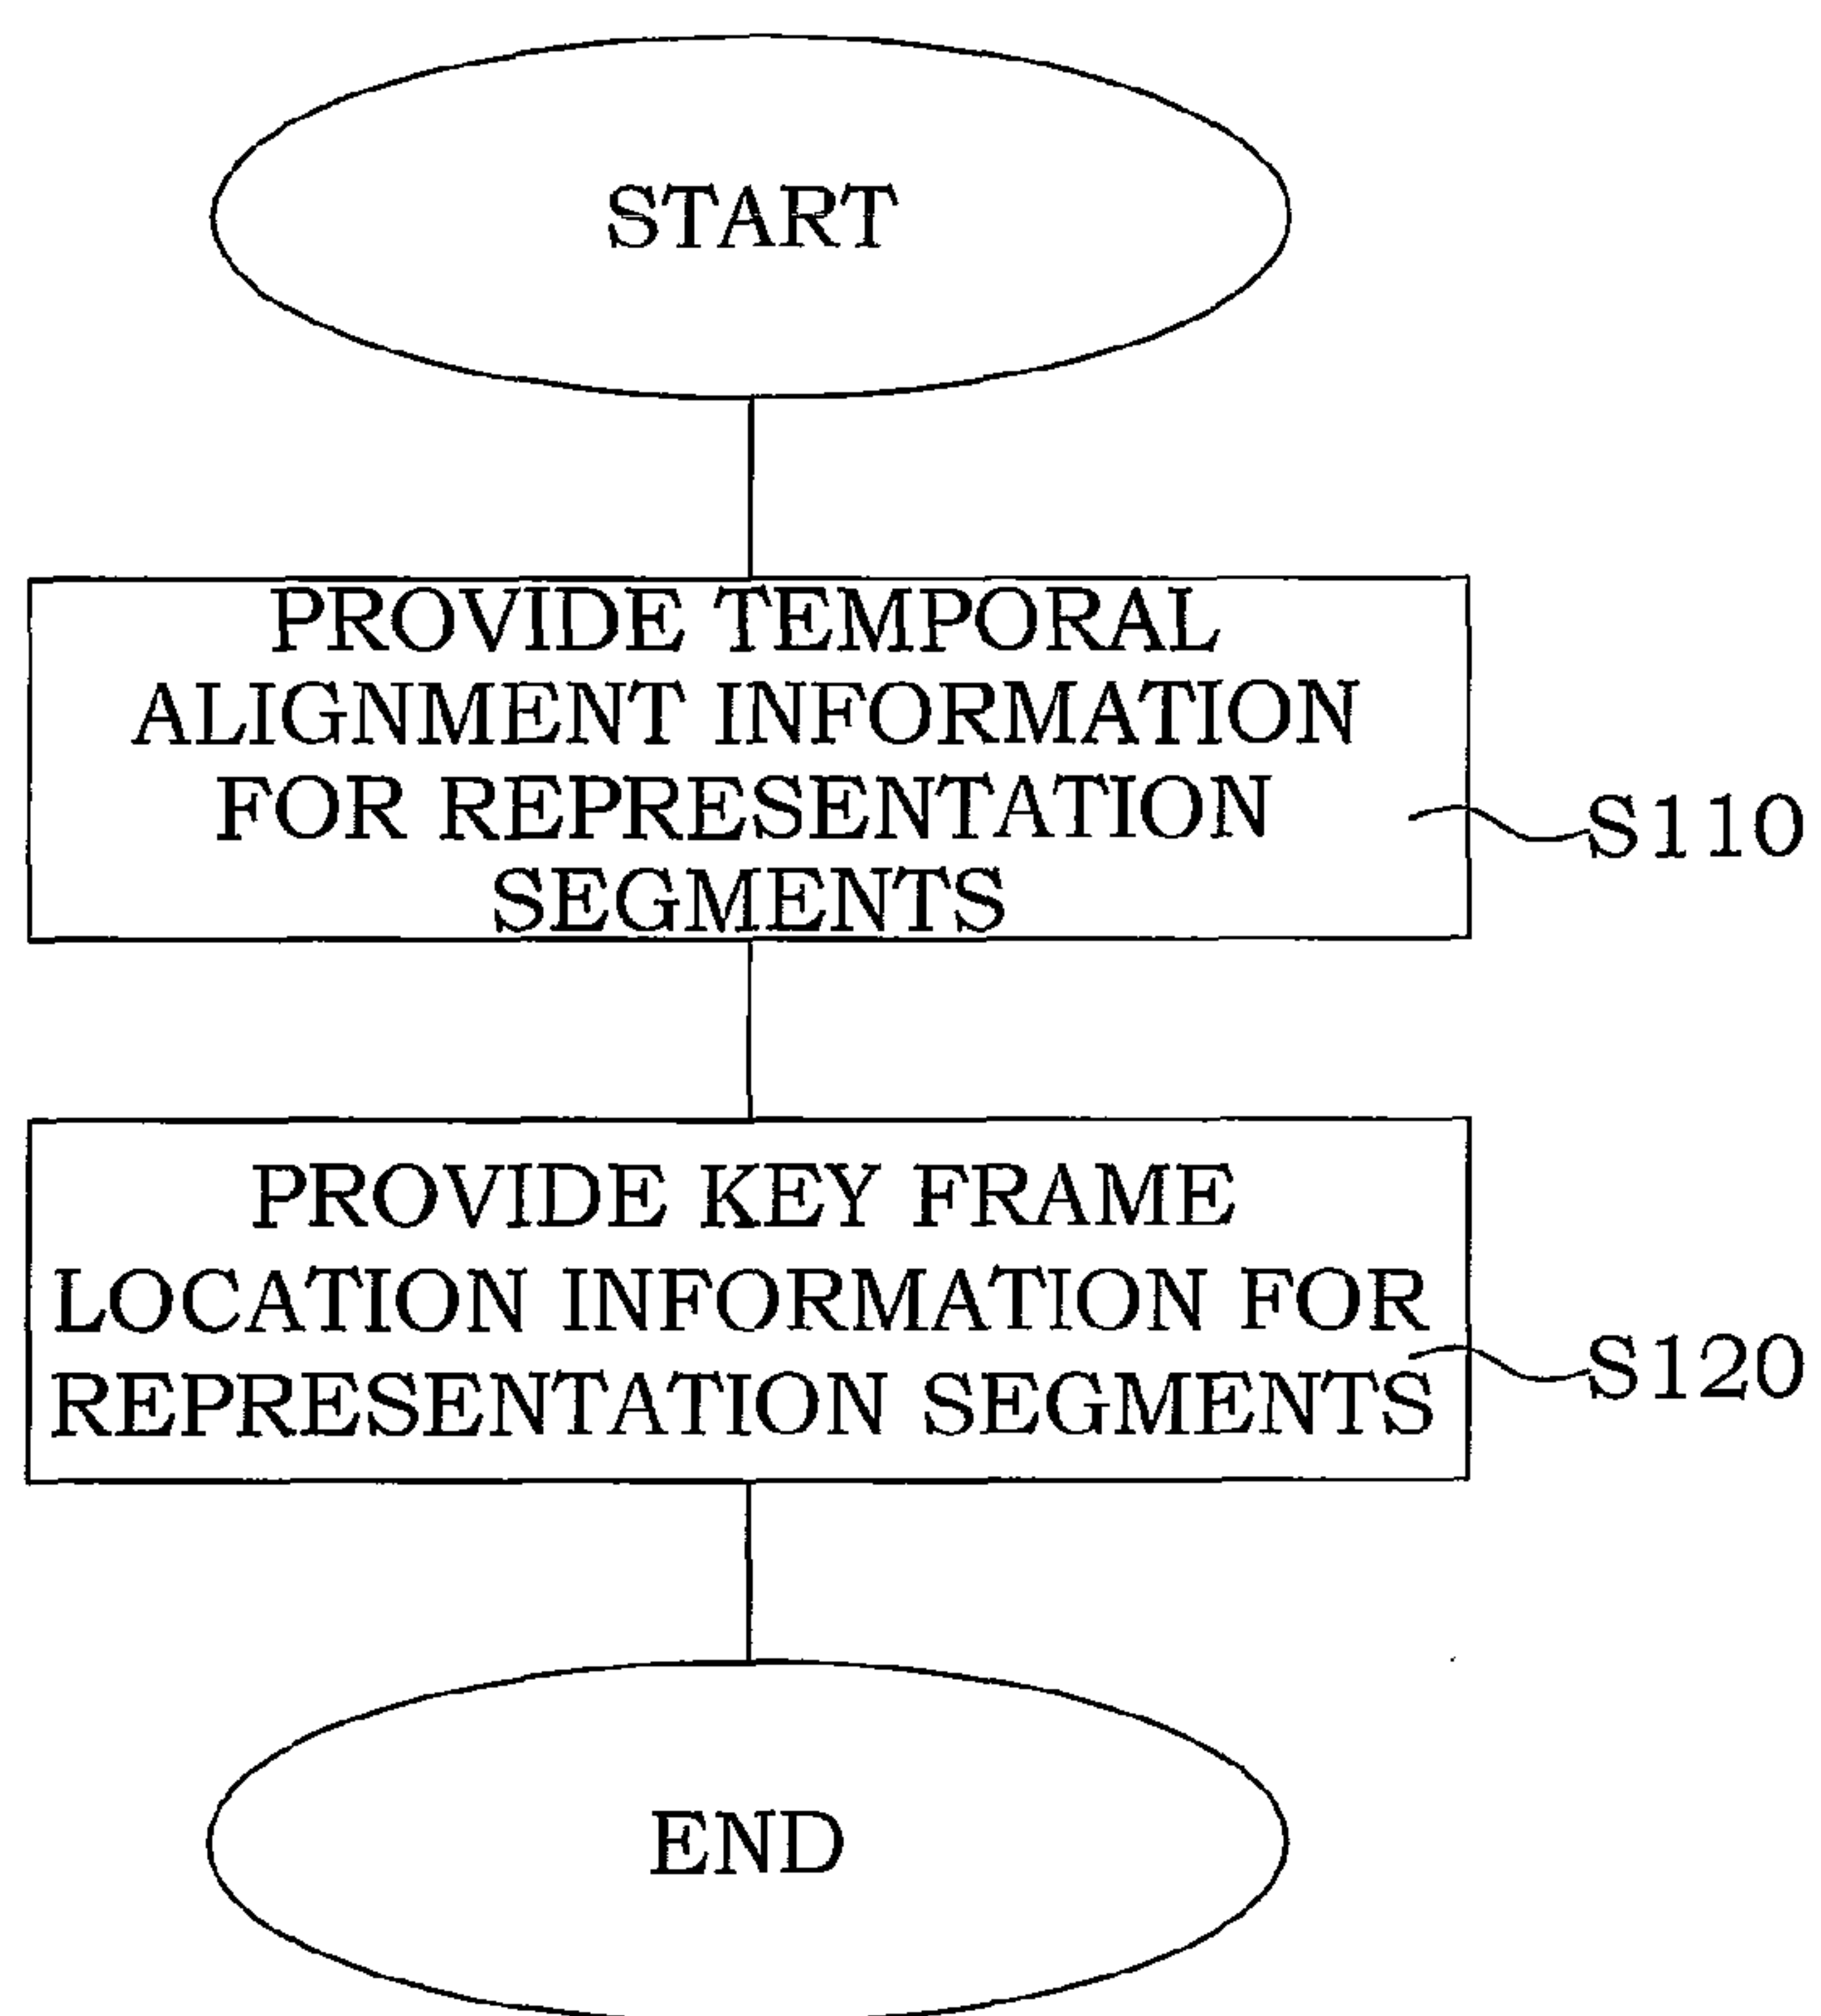 START
PROVIDE TEMPORAL
ALIGNMENT INFORMATION
FOR REPRESENTATION
SEGMENTS
S110
PROVIDE KEY FRAME
LOCATION INFORMATION FOR
REPRESENTATION SEGMENTS
S120
END